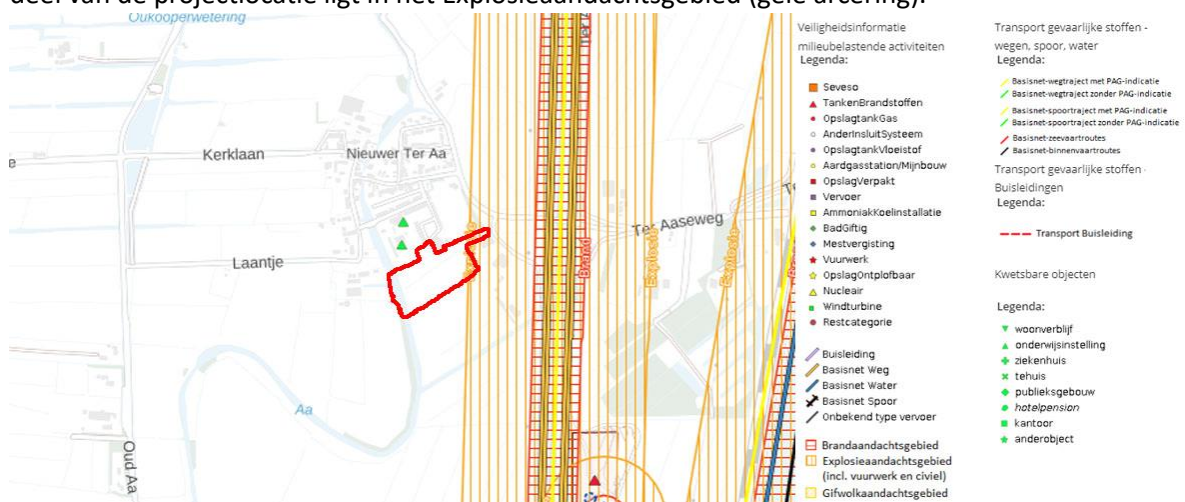 deel van de projectlocatie ligt in het Explosieaandachtsgebied (gele arcering).
Oukooperwetering
Kerklaan
Nieuwer Ter Aa
Ter Aaseweg
Laantje
Aa
Oud Aa
Brand
Explosie
Explosie
Veiligheidsinformatie
milieubelastende activiteiten
Legenda:
Seveso
TankenBrandstoffen
OpslagtankGas
AnderInsluitSysteem
OpslagtankVloeistof
Aardgasstation/Mijnbouw
OpslagVerpakt
Vervoer
AmmoniakKoelinstallatie
BadGiftig
Mestvergisting
Vuurwerk
OpslagOntplofbaar
Nucleair
Windturbine
Restcategorie
Buisleiding
Basisnet Weg
Basisnet Water
Basisnet Spoor
Onbekend type vervoer
Brandaandachtsgebied
Explosieaandachtsgebied
(incl. vuurwerk en civiel)
Gifwolkaandachtsgebied
Transport gevaarlijke stoffen -
wegen, spoor, water
Legenda:
Basisnet-wegtraject met PAG-indicatie
Basisnet-wegtraject zonder PAG-indicatie
Basisnet-spoortraject met PAG-indicatie
Basisnet-spoortraject zonder PAG-indicatie
Basisnet-zeevaartroutes
Basisnet-binnenvaartroutes
Transport gevaarlijke stoffen -
Buisleidingen
Legenda:
Transport Buisleiding
Kwetsbare objecten
Legenda:
woonverblijf
onderwijsinstelling
ziekenhuis
tehuis
publieksgebouw
hotelpension
kantoor
anderobject